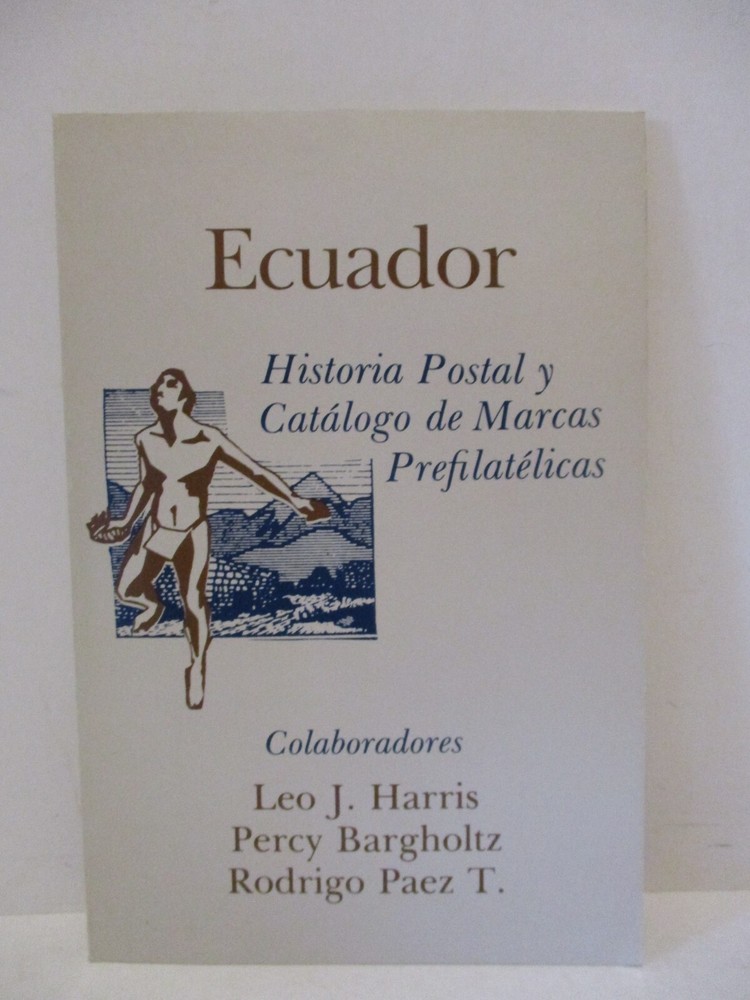 Ecuador
Historia Postal y
Catálogo de Marcas
Prefilatélicas
Colaboradores
Leo J. Harris
Percy Bargholtz
Rodrigo Paez T.